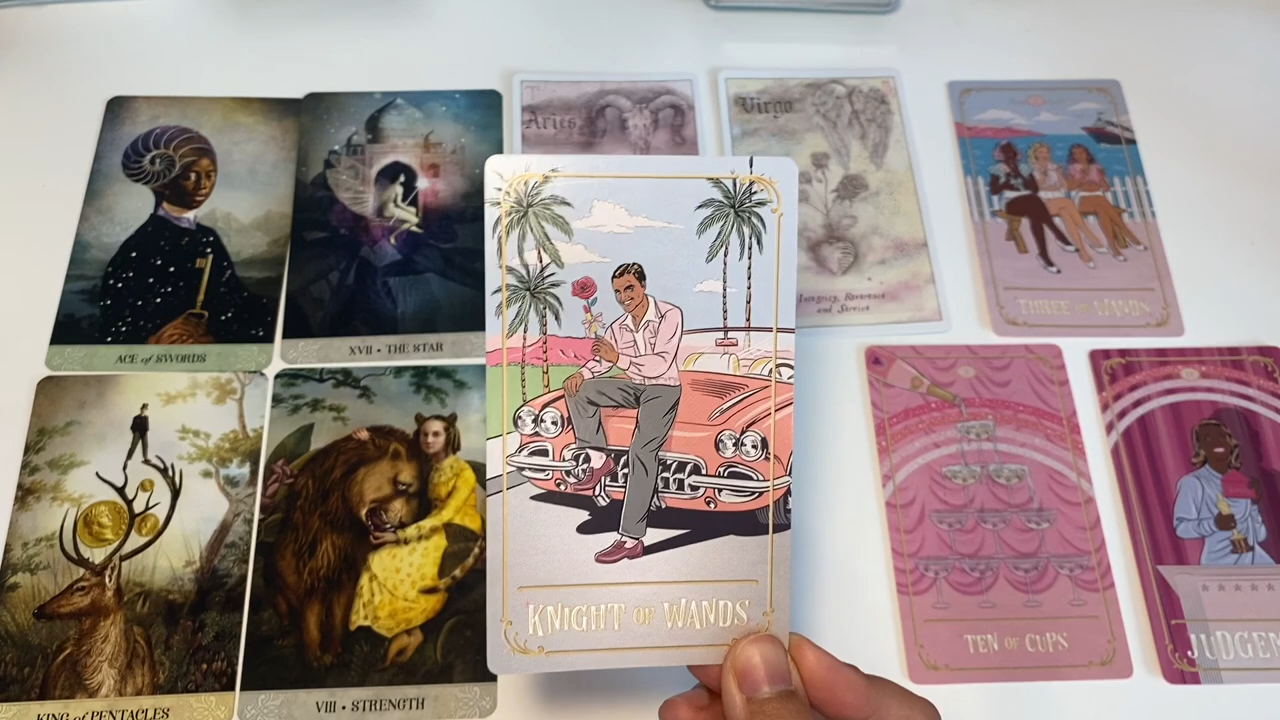 Aries
Virgo
Integrity, Reverence
and Service
THREE OF WANDS
ACE of SWORDS
XVII • THE STAR
KNIGHT OF WANDS
TEN OF CUPS
JUDGEM
KING of PENTACLES
VIII • STRENGTH